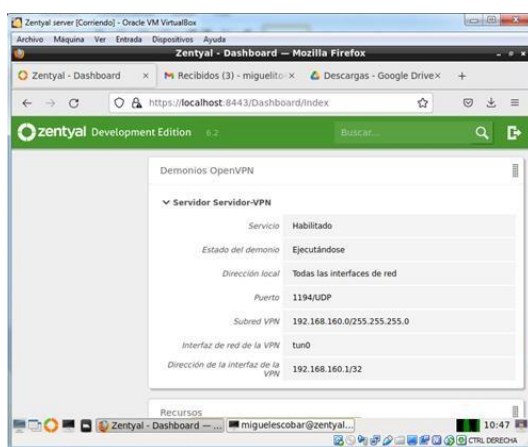 Zentyal server [Corriendo] - Oracle VM VirtualBox
Archivo Máquina Ver Entrada Dispositivos Ayuda
Zentyal - Dashboard — Mozilla Firefox
Zentyal - Dashboard × Recibidos (3) - miguelito × Descargas - Google Drive ×
https://localhost:8443/Dashboard/Index
zentyal Development Edition 6.2 Buscar...
Demonios OpenVPN
Servidor Servidor-VPN
Servicio Habilitado
Estado del demonio Ejecutándose
Dirección local Todas las interfaces de red
Puerto 1194/UDP
Subred VPN 192.168.160.0/255.255.255.0
Interfaz de red de la VPN tun0
Dirección de la interfaz de la 192.168.160.1/32
VPN
Recursos
Zentyal - Dashboard — ... miguelescobar@zentyal... 10:47
CTRL DERECHA